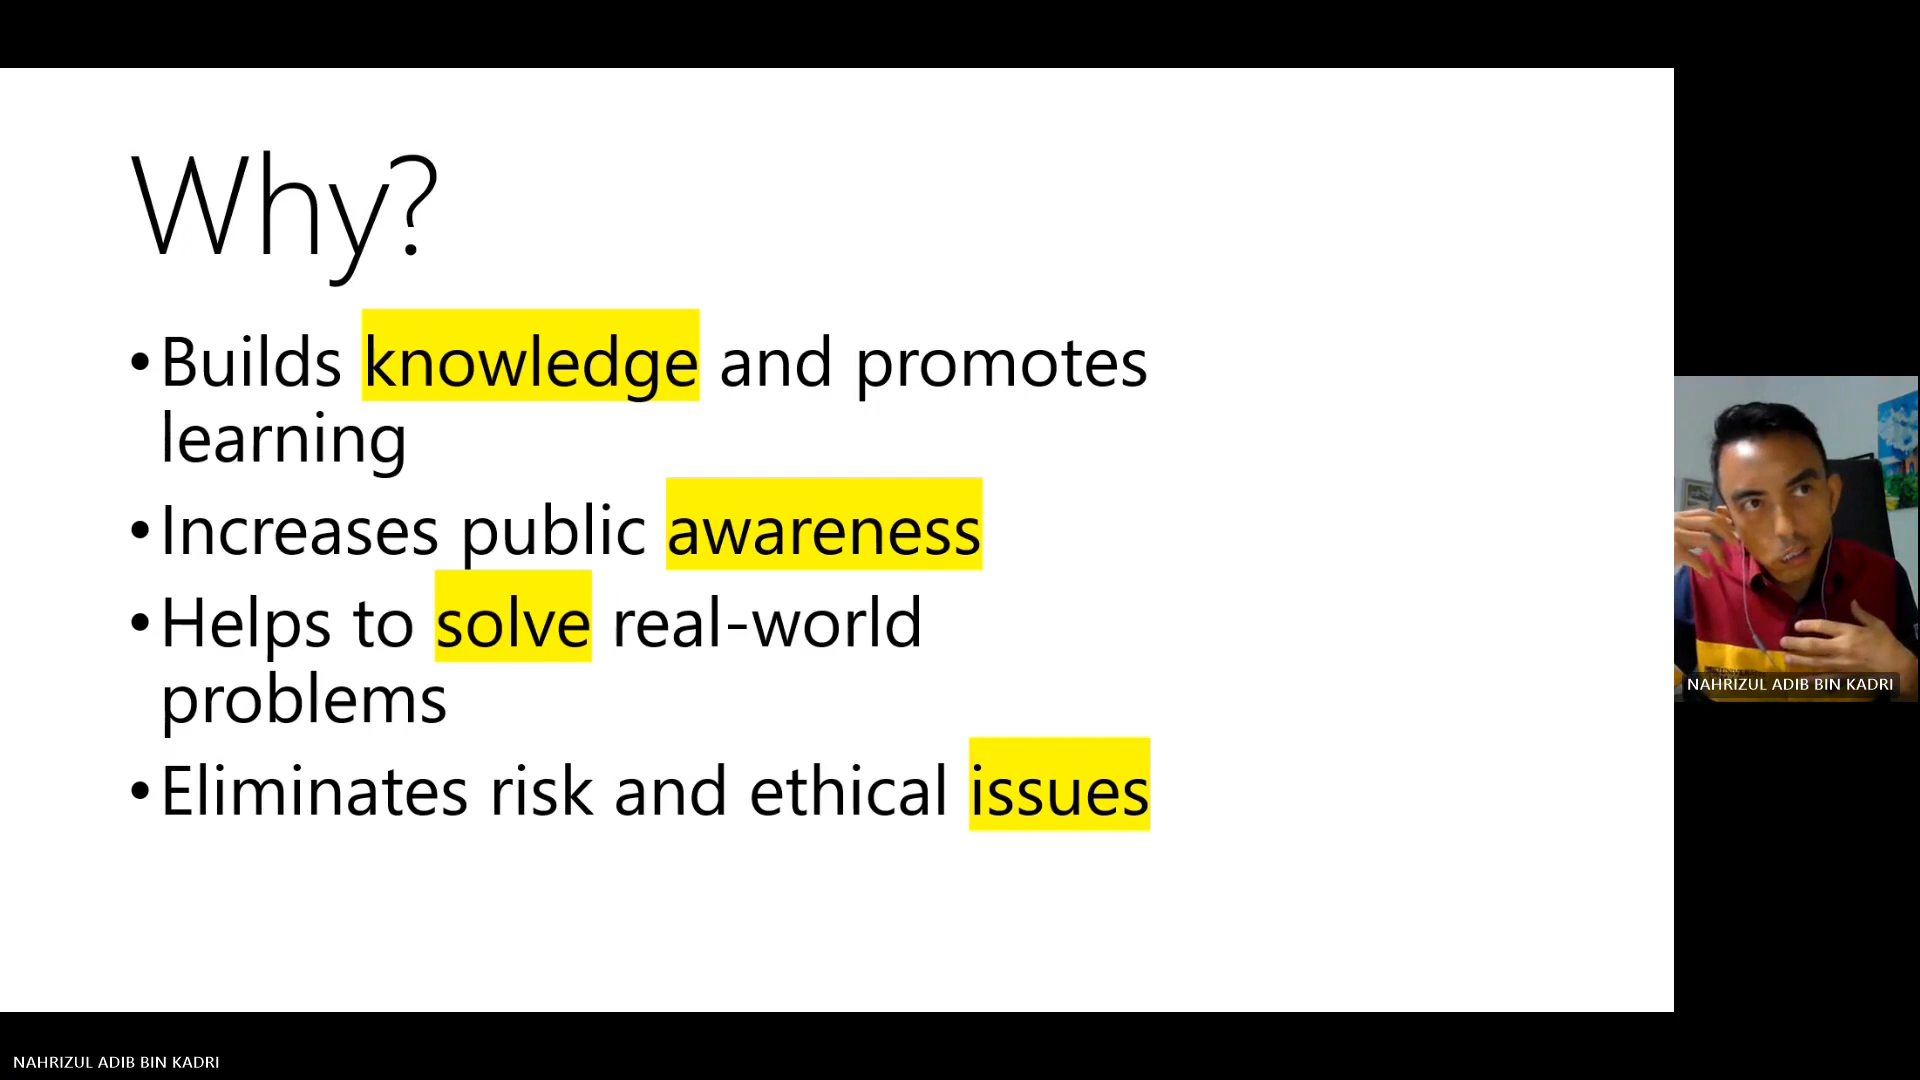 Why?
•Builds knowledge and promotes
learning
•Increases public awareness
•Helps to solve real-world
problems
•Eliminates risk and ethical issues
NAHRIZUL ADIB BIN KADRI
NAHRIZUL ADIB BIN KADRI